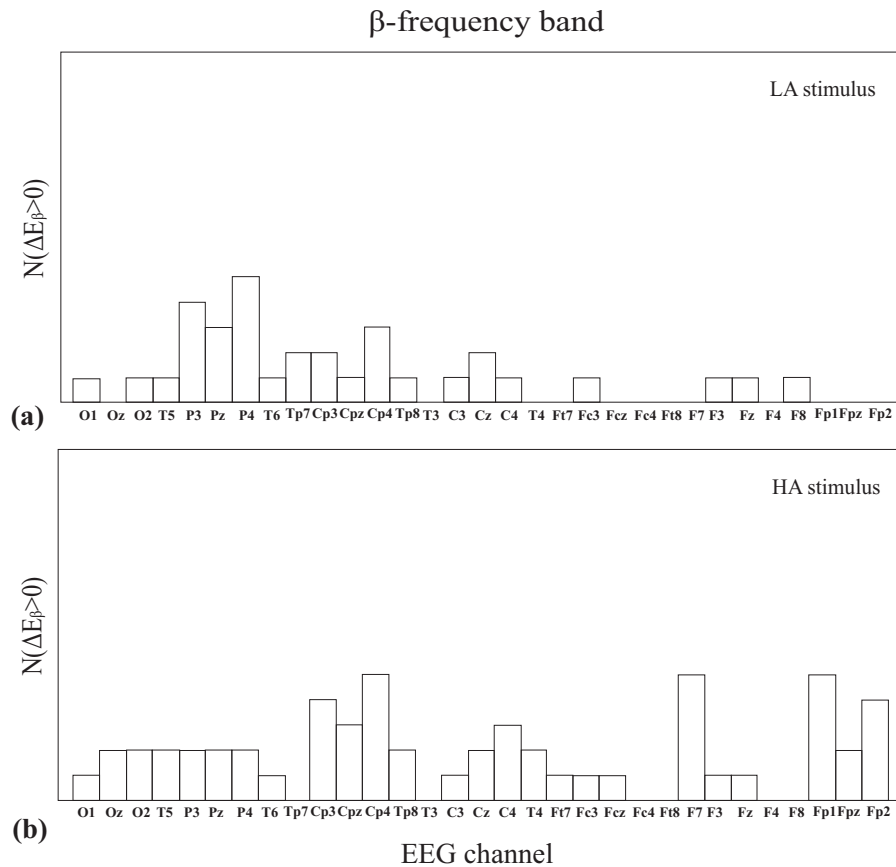 β-frequency band
LA stimulus
N(ΔEβ>0)
(a)
O1 Oz O2 T5 P3 Pz P4 T6 Tp7 Cp3 Cpz Cp4 Tp8 T3 C3 Cz C4 T4 Ft7 Fc3 Fcz Fc4 Ft8 F7 F3 Fz F4 F8 Fp1 Fpz Fp2
HA stimulus
N(ΔEβ>0)
(b)
O1 Oz O2 T5 P3 Pz P4 T6 Tp7 Cp3 Cpz Cp4 Tp8 T3 C3 Cz C4 T4 Ft7 Fc3 Fcz Fc4 Ft8 F7 F3 Fz F4 F8 Fp1 Fpz Fp2
EEG channel